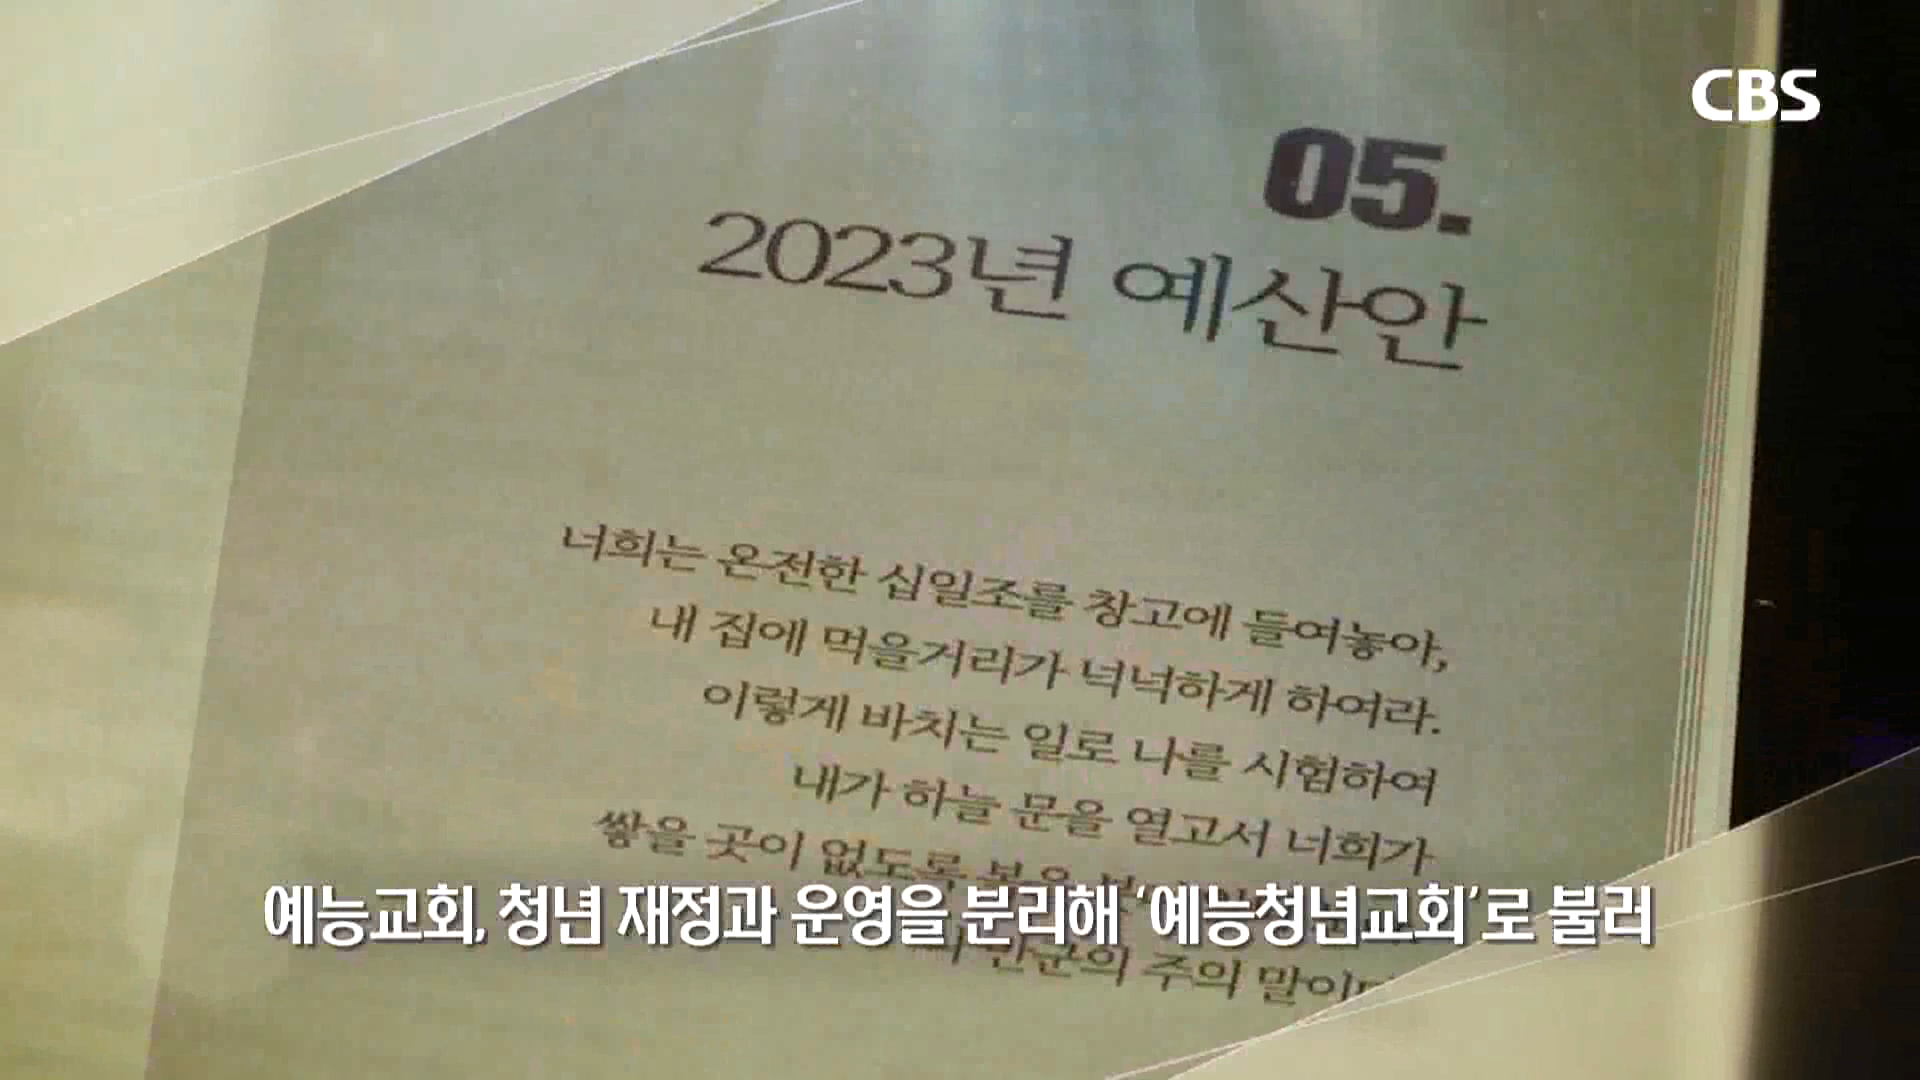 CBS
05.
2023년 예산안
너희는 온전한 십일조를 창고에 들여놓아,
내 집에 먹을거리가 넉넉하게 하여라.
이렇게 바치는 일로 나를 시험하여
내가 하늘 문을 열고서 너희가
쌓을 곳이 없도록 복을
예능교회, 청년 재정과 운영을 분리해 ‘예능청년교회’로 불러
만군의 주의 말이